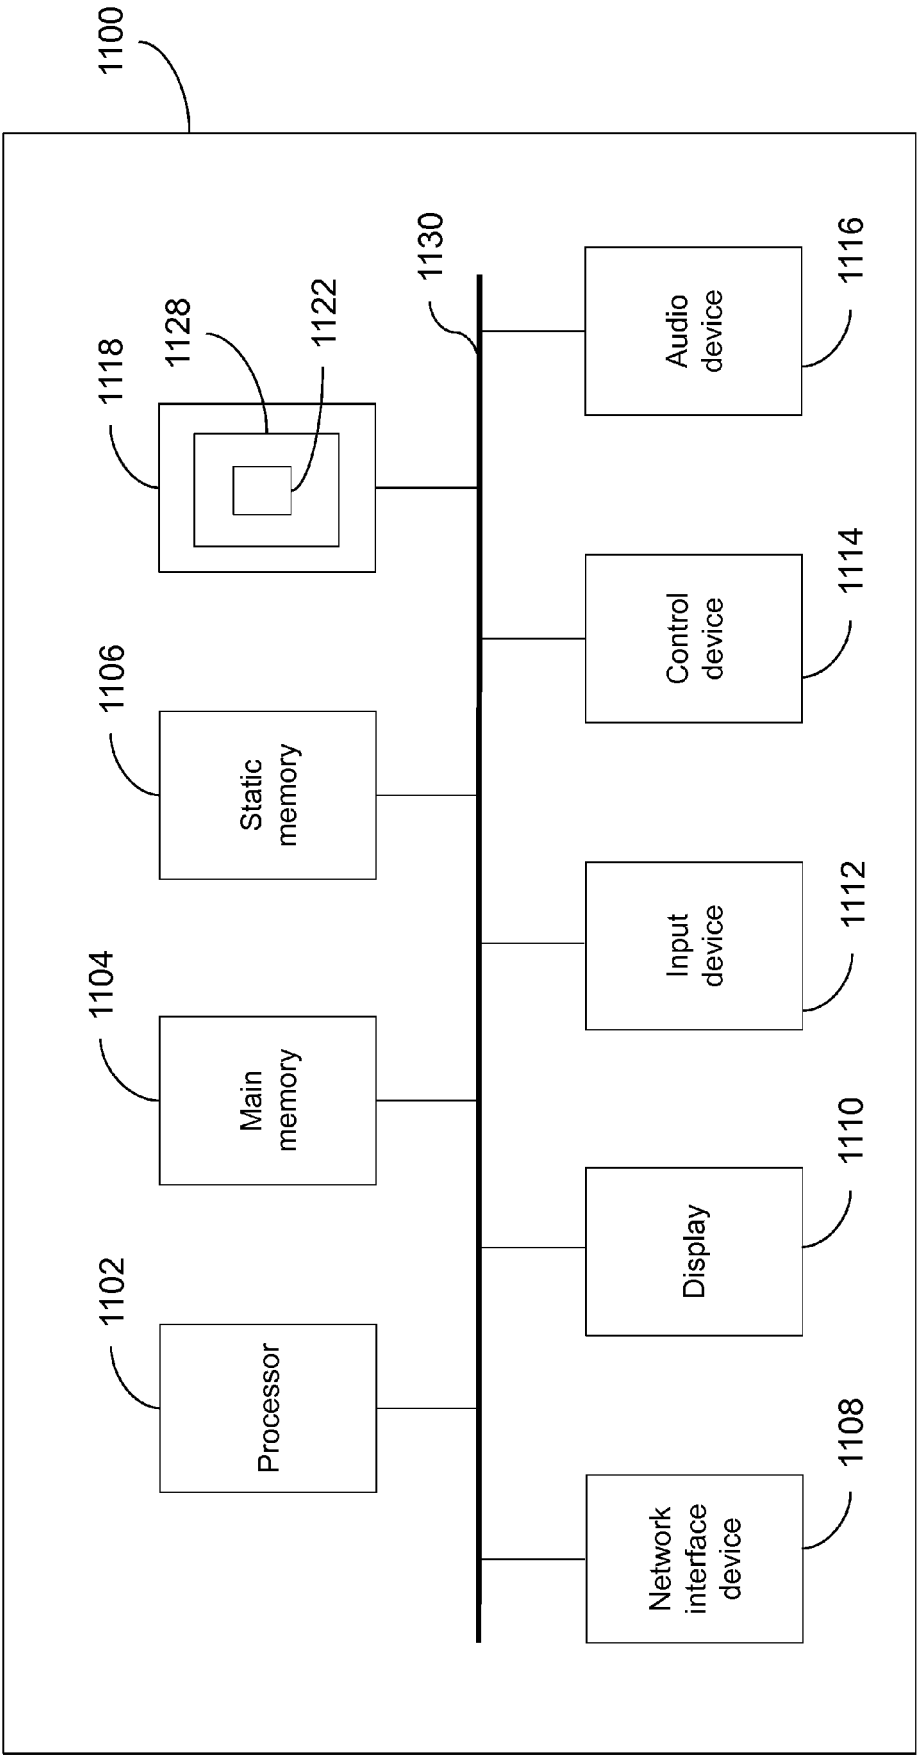 1100
1102
1104
1106
1118
1128
1122
Processor
Main
memory
Static
memory
1130
Network
interface
device
Display
Input
device
Control
device
Audio
device
1108
1110
1112
1114
1116